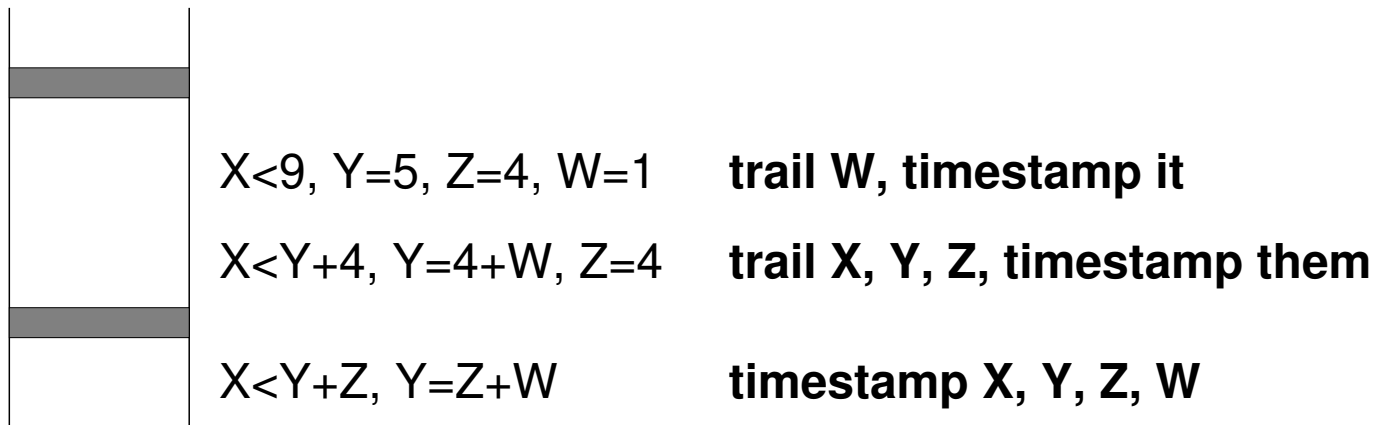 X<9, Y=5, Z=4, W=1 trail W, timestamp it
X<Y+4, Y=4+W, Z=4 trail X, Y, Z, timestamp them
X<Y+Z, Y=Z+W timestamp X, Y, Z, W